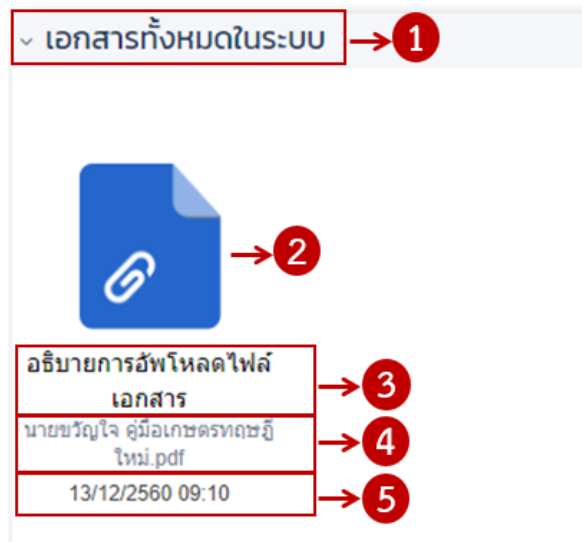 เอกสารทั้งหมดในระบบ 1
2
อธิบายการอัพโหลดไฟล์
เอกสาร
3
นายขวัญใจ คู่มือเกษตรทฤษฎี
ใหม่.pdf
4
13/12/2560 09:10 5